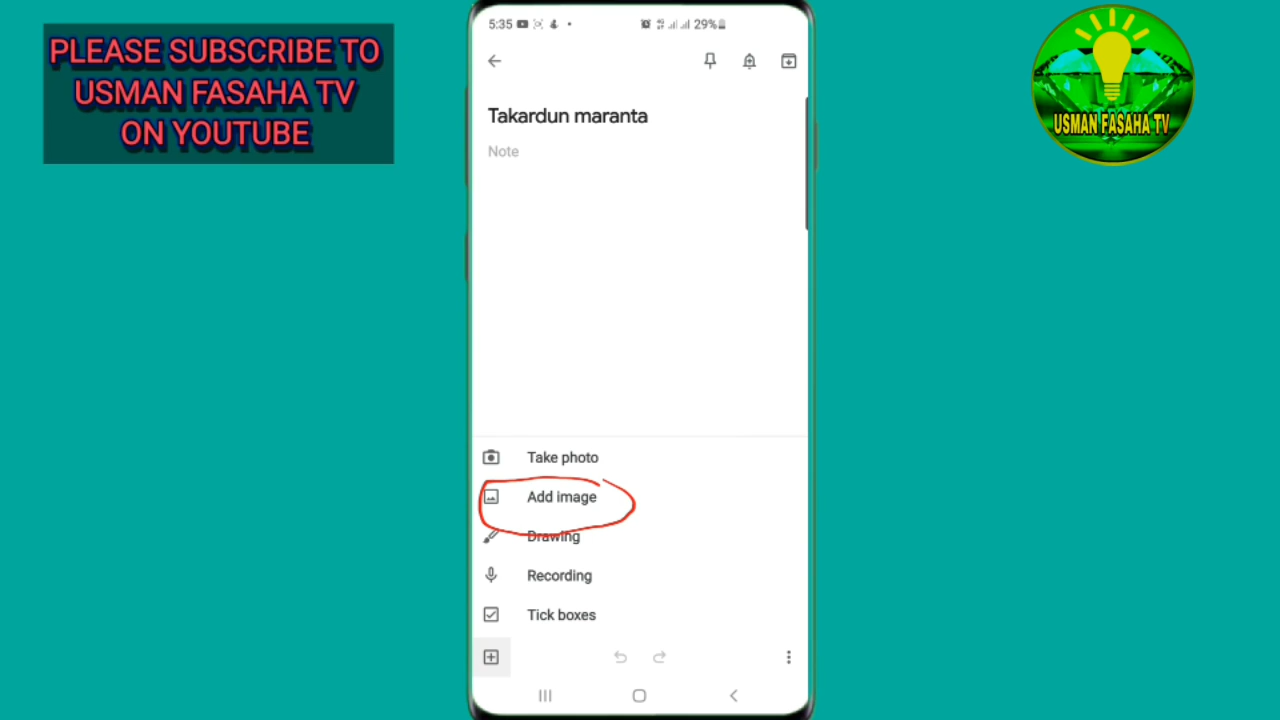 PLEASE SUBSCRIBE TO
USMAN FASAHA TV
ON YOUTUBE
5:35
29%
Takardun maranta
Note
Take photo
Add image
Drawing
Recording
Tick boxes
USMAN FASAHA TV